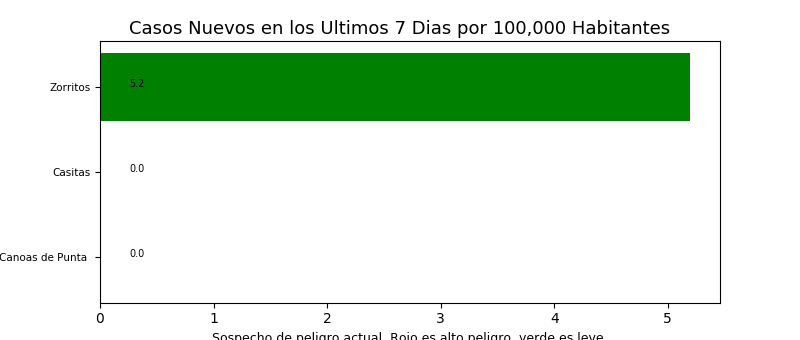 Casos Nuevos en los Ultimos 7 Dias por 100,000 Habitantes
Zorritos 5.2
Casitas 0.0
Canoas de Punta 0.0
0 1 2 3 4 5
Sospecho de peligro actual. Rojo es alto peligro, verde es leve